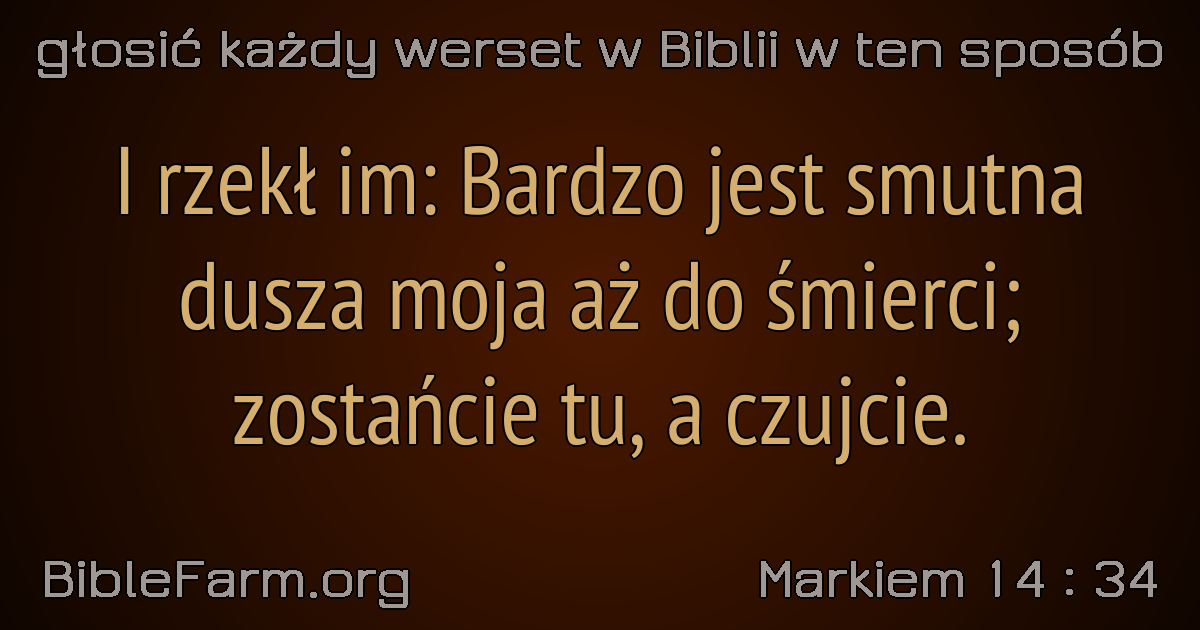 głosić każdy werset w Biblii w ten sposób
I rzekł im: Bardzo jest smutna
dusza moja aż do śmierci;
zostańcie tu, a czujcie.
BibleFarm.org
Markiem 14 : 34